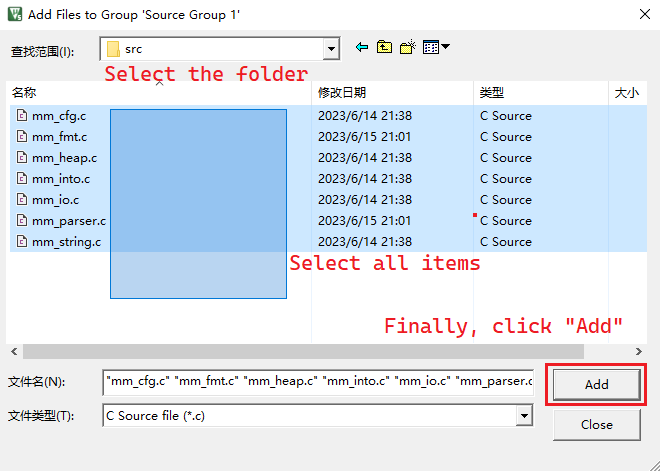 Add Files to Group 'Source Group 1'
查找范围(I):
src
Select the folder
名称 修改日期 类型 大小
mm_cfg.c 2023/6/14 21:38 C Source
mm_fmt.c 2023/6/15 21:01 C Source
mm_heap.c 2023/6/14 21:38 C Source
mm_into.c 2023/6/14 21:38 C Source
mm_io.c 2023/6/14 21:38 C Source
mm_parser.c 2023/6/15 21:01 C Source
mm_string.c 2023/6/14 21:38 C Source
Select all items
Finally, click "Add"
文件名(N): "mm_cfg.c" "mm_fmt.c" "mm_heap.c" "mm_into.c" "mm_io.c" "mm_parser.c Add
文件类型(T): C Source file (*.c)
Close